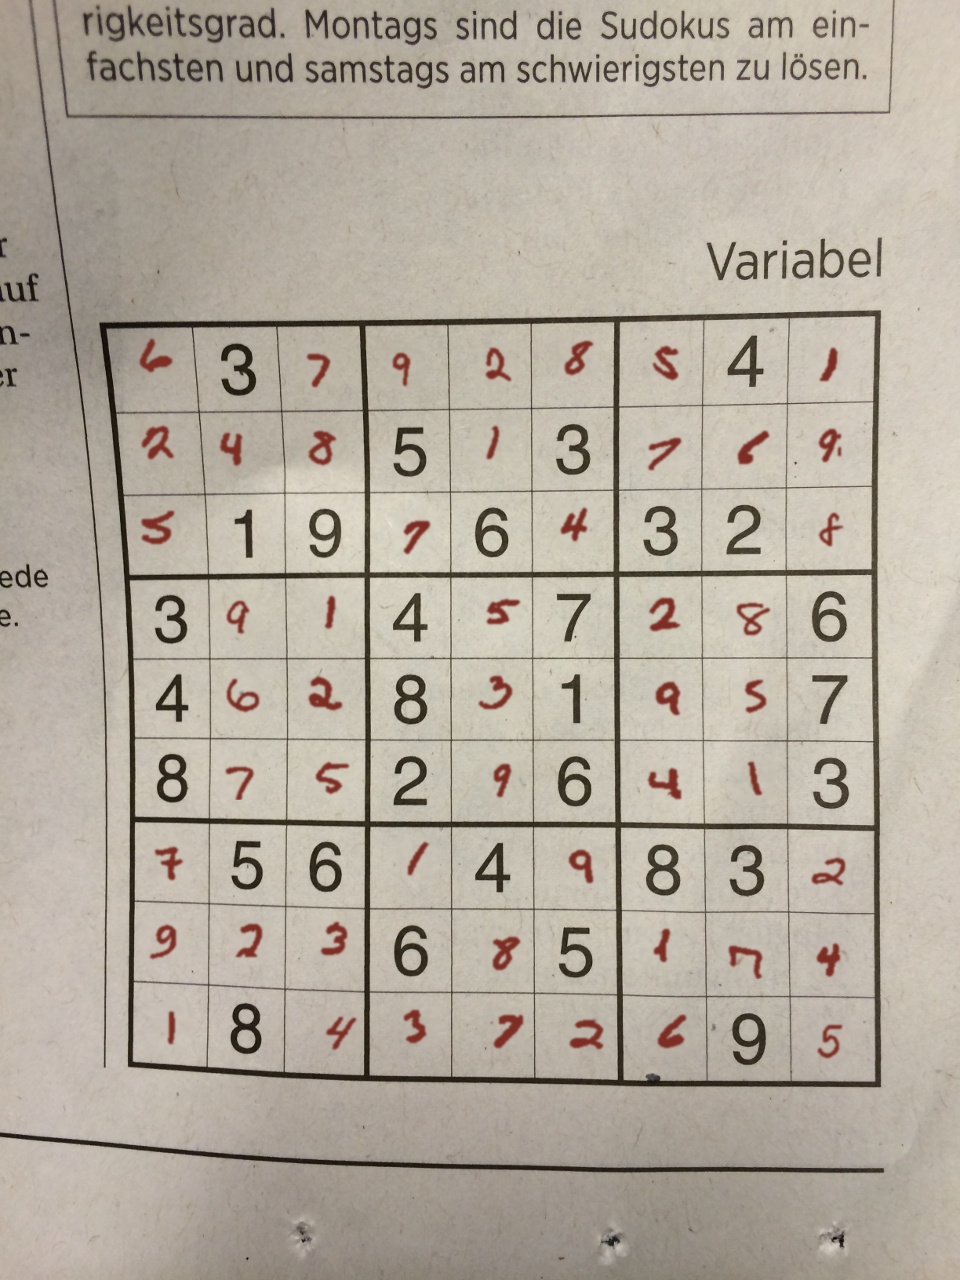 rigkeitsgrad. Montags sind die Sudokus am ein-
fachsten und samstags am schwierigsten zu lösen.
r
auf
n-
er
ede
e.
Variabel
6 3 7 9 2 8 5 4 1
2 4 8 5 1 3 7 6 9
5 1 9 7 6 4 3 2 8
3 9 1 4 5 7 2 8 6
4 6 2 8 3 1 9 5 7
8 7 5 2 9 6 4 1 3
7 5 6 1 4 9 8 3 2
9 2 3 6 8 5 1 7 4
1 8 4 3 7 2 6 9 5